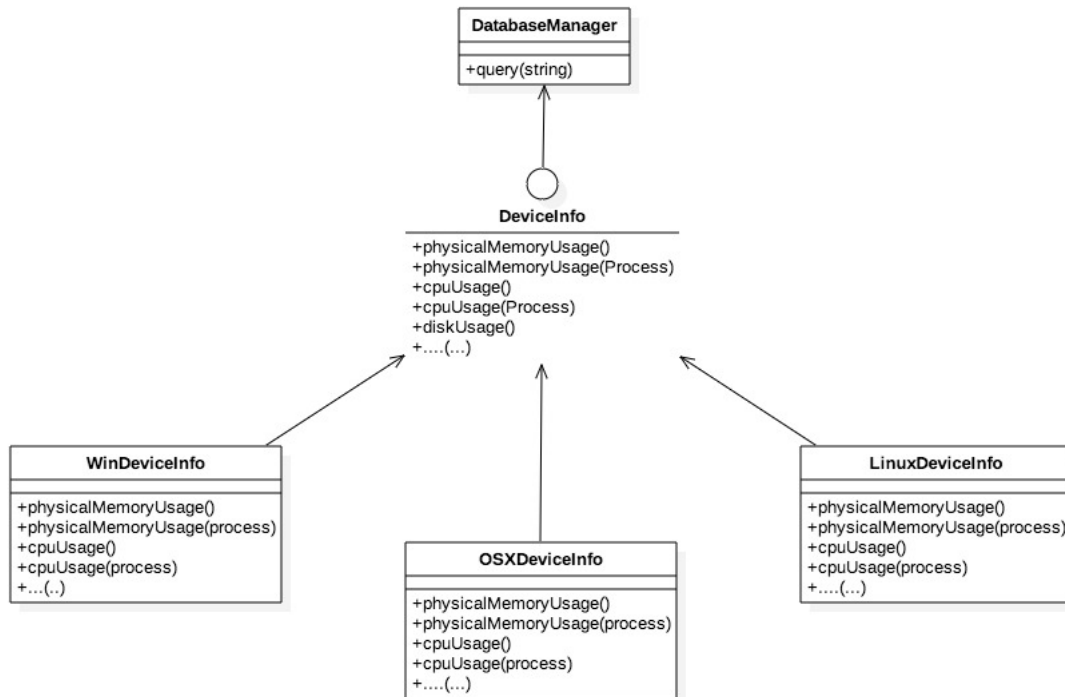 DatabaseManager
+query(string)
DeviceInfo
+physicalMemoryUsage()
+physicalMemoryUsage(Process)
+cpuUsage()
+cpuUsage(Process)
+diskUsage()
+....(...)
WinDeviceInfo
+physicalMemoryUsage()
+physicalMemoryUsage(process)
+cpuUsage()
+cpuUsage(process)
+...(..)
OSXDeviceInfo
+physicalMemoryUsage()
+physicalMemoryUsage(process)
+cpuUsage()
+cpuUsage(process)
+....(...)
LinuxDeviceInfo
+physicalMemoryUsage()
+physicalMemoryUsage(process)
+cpuUsage()
+cpuUsage(process)
+....(...)